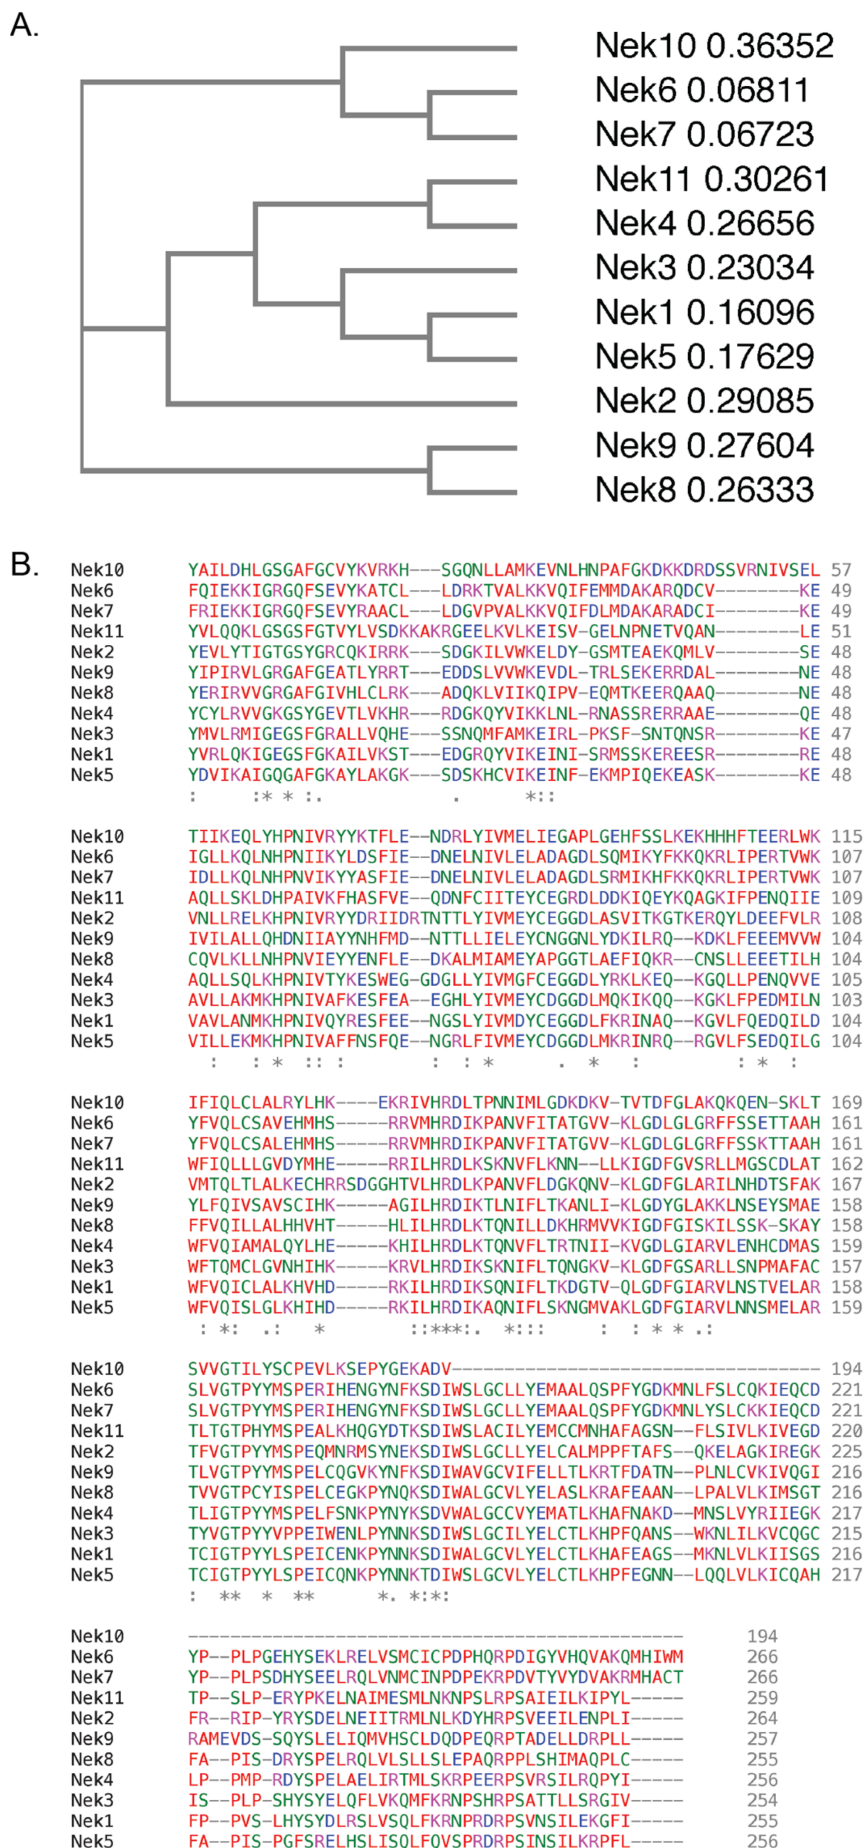 A.
Nek10 0.36352
Nek6 0.06811
Nek7 0.06723
Nek11 0.30261
Nek4 0.26656
Nek3 0.23034
Nek1 0.16096
Nek5 0.17629
Nek2 0.29085
Nek9 0.27604
Nek8 0.26333
B.
Nek10 YAILDHLGSGAFGCVYKVRKH---SGQNLLAMKEVNLHNPAFGKDKKDRDSSVRNIVSEL 57
Nek6 FQIEKKIGRGQFSEVYKATCL---LDRKTVALKKVQIFEMMDAKARQDCV--------KE 49
Nek7 FRIEKKIGRGQFSEVYRAACL---LDGVPVALKKVQIFDLMDAKARADCI--------KE 49
Nek11 YVLQQKLGSGSFGTVYLVSDKKAKRGEELKVLKEISV-GELNPNETVQAN--------LE 51
Nek2 YEVLYTIGTGSYGRCQKIRRK---SDGKILVWKELDY-GSMTEAEKQMLV--------SE 48
Nek9 YIPIRVLGRGAFGEATLYRRT---EDDSLVVWKEVDL-TRLSEKERRDAL--------NE 48
Nek8 YERIRVVGRGAFGIVHLCLRK---ADQKLVIIKQIPV-EQMTKEERQAAQ--------NE 48
Nek4 YCYLRVVGKGSYGEVTLVKHR---RDGKQYVIKKLNL-RNASSRERRAAE--------QE 48
Nek3 YMVLRMIGEGSFGRALLVQHE---SSNQMFAMKEIRL-PKSF-SNTQNSR--------KE 47
Nek1 YVRLQKIGEGSFGKAILVKST---EDGRQYVIKEINI-SRMSSKEREESR--------RE 48
Nek5 YDVIKAIGQGAFGKAYLAKGK---SDSKHCVIKEINF-EKMPIQEKEASK--------KE 48
: :* * :. . *::
Nek10 TIIKEQLYHPNIVRYYKTFLE--NDRLYIVMELIEGAPLGEHFSSLKEKHHHFTEERLWK 115
Nek6 IGLLKQLNHPNIIKYLDSFIE--DNELNIVLELADAGDLSQMIKYFKKQKRLIPERTVWK 107
Nek7 IDLLKQLNHPNVIKYYASFIE--DNELNIVLELADAGDLSRMIKHFKKQKRLIPERTVWK 107
Nek11 AQLLSKLDHPAIVKFHASFVE--QDNFCIITEYCEGRDLDDKIQEYKQAGKIFPENQIIE 109
Nek2 VNLLRELKHPNIVRYYDRIIDRTNTTLYIVMEYCEGGDLASVITKGTKERQYLDEEFVLR 108
Nek9 IVILALLQHDNIIAYYNHFMD--NTTLLIELEYCNGGNLYDKILRQ--KDKLFEEEMVVW 104
Nek8 CQVLKLLNHPNVIEYYENFLE--DKALMIAMEYAPGGTLAEFIQKR--CNSLLEEETILH 104
Nek4 AQLLSQLKHPNIVTYKESWEG-GDGLLYIVMGFCEGGDLYRKLKEQ--KGQLLPENQVVE 105
Nek3 AVLLAKMKHPNIVAFKESFEA--EGHLYIVMEYCDGGDLMQKIKQQ--KGKLFPEDMILN 103
Nek1 VAVLANMKHPNIVQYRESFEE--NGSLYIVMDYCEGGDLFKRINAQ--KGVLFQEDQILD 104
Nek5 VILLEKMKHPNIVAFFNSFQE--NGRLFIVMEYCDGGDLMKRINRQ--RGVLFSEDQILG 104
: : * :: : : : * . * : : * :
Nek10 IFIQLCLALRYLHK----EKRIVHRDLTPNNIMLGDKDKV-TVTDFGLAKQKQEN-SKLT 169
Nek6 YFVQLCSAVEHMHS-----RRVMHRDIKPANVFITATGVV-KLGDLGLGRFFSSETTAAH 161
Nek7 YFVQLCSALEHMHS-----RRVMHRDIKPANVFITATGVV-KLGDLGLGRFFSSKTTAAH 161
Nek11 WFIQLLLGVDYMHE-----RRILHRDLKSKNVFLKNN--LLKIGDFGVSRLLMGSCDLAT 162
Nek2 VMTQLTLALKECHRRSDGGHTVLHRDLKPANVFLDGKQNV-KLGDFGLARILNHDTSFAK 167
Nek9 YLFQIVSAVSCIHK-----AGILHRDIKTLNIFLTKANLI-KLGDYGLAKKLNSEYSMAE 158
Nek8 FFVQILLALHHVHT-----HLILHRDLKTQNILLDKHRMVVKIGDFGISKILSSK-SKAY 158
Nek4 WFVQIAMALQYLHE-----KHILHRDLKTQNVFLTRTNII-KVGDLGIARVLENHCDMAS 159
Nek3 WFTQMCLGVNHIHK-----KRVLHRDIKSKNIFLTQNGKV-KLGDFGSARLLSNPMAFAC 157
Nek1 WFVQICLALKHVHD-----RKILHRDIKSQNIFLTKDGTV-QLGDFGIARVLNSTVELAR 158
Nek5 WFVQISLGLKHIHD-----RKILHRDIKAQNIFLSKNGMVAKLGDFGIARVLNNSMELAR 159
: *: .: * ::***:. *::: : : * * .:
Nek10 SVVGTILYSCPEVLKSEPYGEKADV----------------------------------- 194
Nek6 SLVGTPYYMSPERIHENGYNFKSDIWSLGCLLYEMAALQSPFYGDKMNLFSLCQKIEQCD 221
Nek7 SLVGTPYYMSPERIHENGYNFKSDIWSLGCLLYEMAALQSPFYGDKMNLYSLCKKIEQCD 221
Nek11 TLTGTPHYMSPEALKHQGYDTKSDIWSLACILYEMCCMNHAFAGSN--FLSIVLKIVEGD 220
Nek2 TFVGTPYYMSPEQMNRMSYNEKSDIWSLGCLLYELCALMPPFTAFS--QKELAGKIREGK 225
Nek9 TLVGTPYYMSPELCQGVKYNFKSDIWAVGCVIFELLTLKRTFDATN--PLNLCVKIVQGI 216
Nek8 TVVGTPCYISPELCEGKPYNQKSDIWALGCVLYELASLKRAFEAAN--LPALVLKIMSGT 216
Nek4 TLIGTPYYMSPELFSNKPYNYKSDVWALGCCVYEMATLKHAFNAKD--MNSLVYRIIEGK 217
Nek3 TYVGTPYYVPPEIWENLPYNNKSDIWSLGCILYELCTLKHPFQANS--WKNLILKVCQGC 215
Nek1 TCIGTPYYLSPEICENKPYNNKTDIWALGCVLYELCTLKHAFEAGS--MKNLVLKIISGS 216
Nek5 TCIGTPYYLSPEICQNKPYNNKTDIWSLGCVLYELCTLKHPFEGNN--LQQLVLKICQAH 217
: ** * ** *. *:*:
Nek10 ----------------------------------------------- 194
Nek6 YP--PLPGEHYSEKLRELVSMCICPDPHQRPDIGYVHQVAKQMHIWM 266
Nek7 YP--PLPSDHYSEELRQLVNMCINPDPEKRPDVTYVYDVAKRMHACT 266
Nek11 TP--SLP-ERYPKELNAIMESMLNKNPSLRPSAIEILKIPYL----- 259
Nek2 FR--RIP-YRYSDELNEIITRMLNLKDYHRPSVEEILENPLI----- 264
Nek9 RAMEVDS-SQYSLELIQMVHSCLDQDPEQRPTADELLDRPLL----- 257
Nek8 FA--PIS-DRYSPELRQLVLSLLSLEPAQRPPLSHIMAQPLC----- 255
Nek4 LP--PMP-RDYSPELAELIRTMLSKRPEERPSVRSILRQPYI----- 256
Nek3 IS--PLP-SHYSYELQFLVKQMFKRNPSHRPSATTLLSRGIV----- 254
Nek1 FP--PVS-LHYSYDLRSLVSQLFKRNPRDRPSVNSILEKGFI----- 255
Nek5 FA--PIS-PGFSRELHSLISQLFQVSPRDRPSINSILKRPFL----- 256